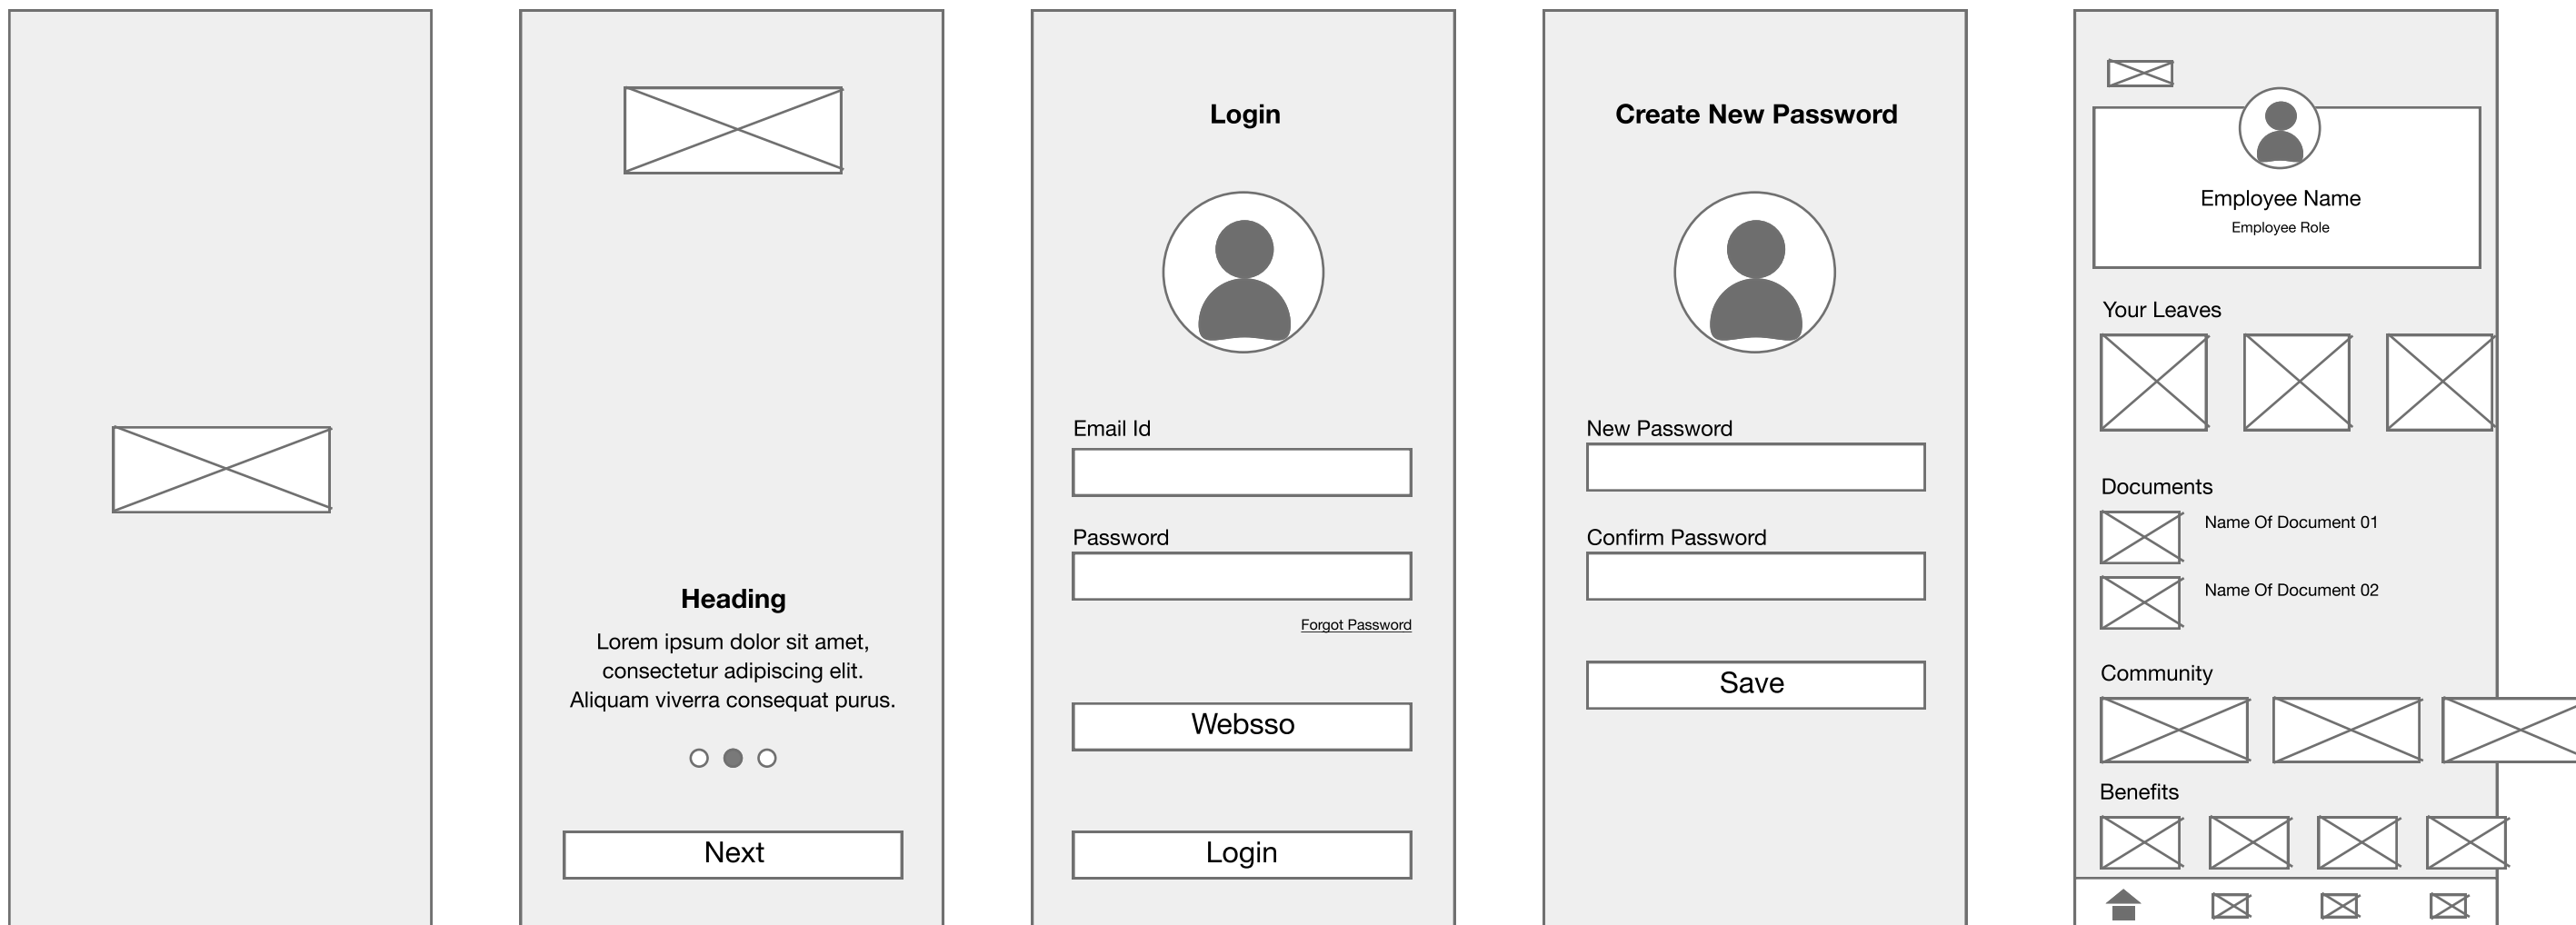 Heading
Lorem ipsum dolor sit amet,
consectetur adipiscing elit.
Aliquam viverra consequat purus.
Next
Login
Email Id
Password
Forgot Password
Websso
Login
Create New Password
New Password
Confirm Password
Save
Employee Name
Employee Role
Your Leaves
Documents
Name Of Document 01
Name Of Document 02
Community
Benefits